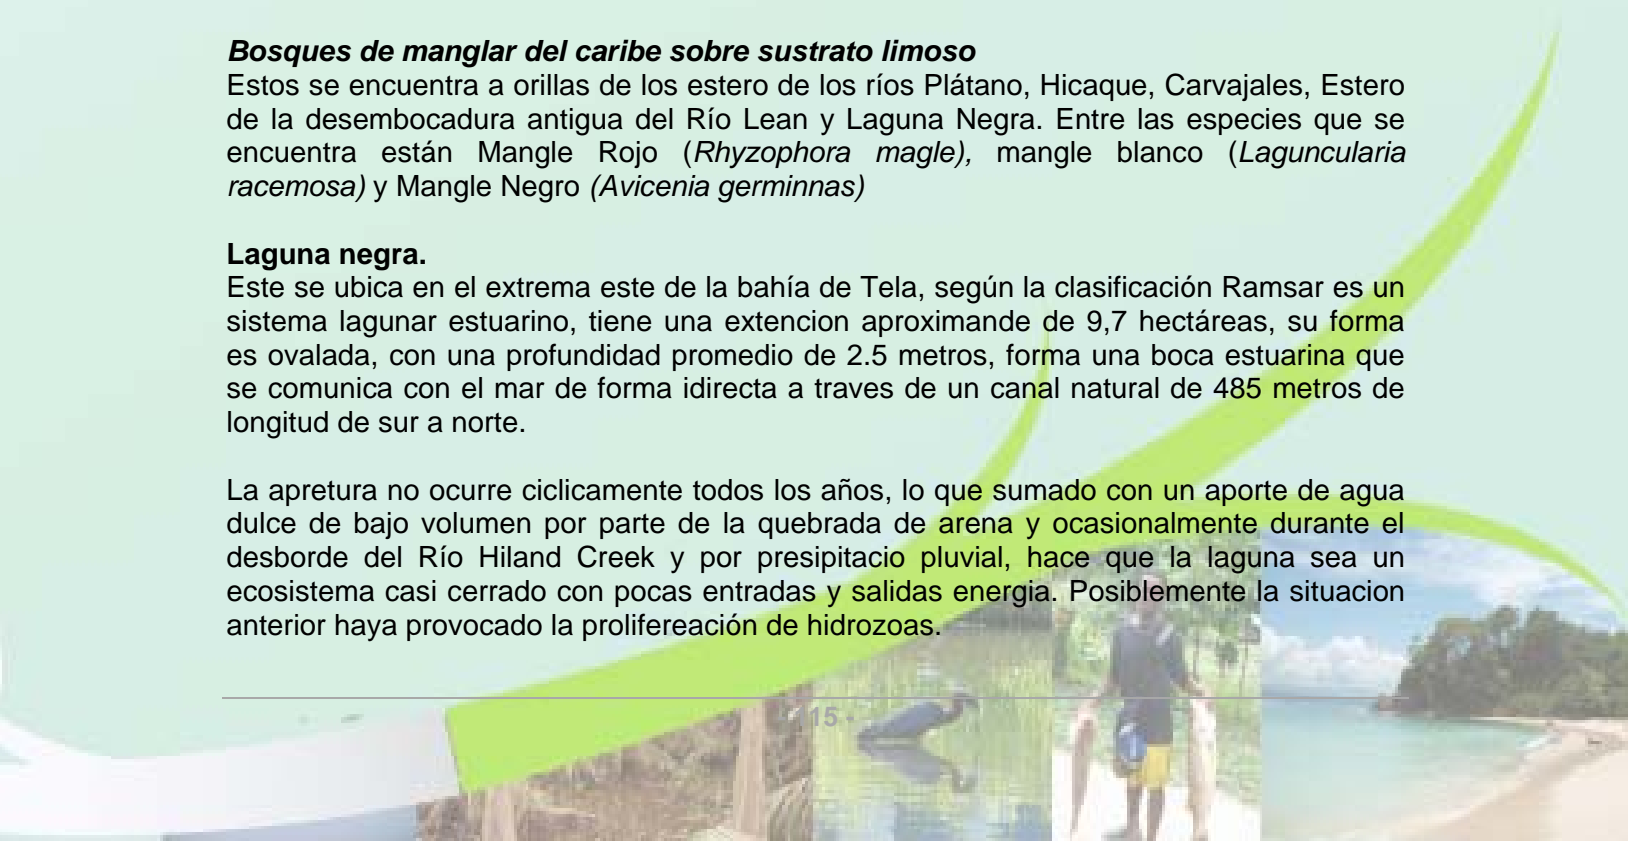 Bosques de manglar del caribe sobre sustrato limoso
Estos se encuentra a orillas de los estero de los ríos Plátano, Hicaque, Carvajales, Estero
de la desembocadura antigua del Río Lean y Laguna Negra. Entre las especies que se
encuentra están Mangle Rojo (Rhyzophora magle), mangle blanco (Laguncularia
racemosa) y Mangle Negro (Avicenia germinnas)
Laguna negra.
Este se ubica en el extrema este de la bahía de Tela, según la clasificación Ramsar es un
sistema lagunar estuarino, tiene una extencion aproximande de 9,7 hectáreas, su forma
es ovalada, con una profundidad promedio de 2.5 metros, forma una boca estuarina que
se comunica con el mar de forma idirecta a traves de un canal natural de 485 metros de
longitud de sur a norte.
La apretura no ocurre ciclicamente todos los años, lo que sumado con un aporte de agua
dulce de bajo volumen por parte de la quebrada de arena y ocasionalmente durante el
desborde del Río Hiland Creek y por presipitacio pluvial, hace que la laguna sea un
ecosistema casi cerrado con pocas entradas y salidas energia. Posiblemente la situacion
anterior haya provocado la prolifereación de hidrozoas.
- 115 -